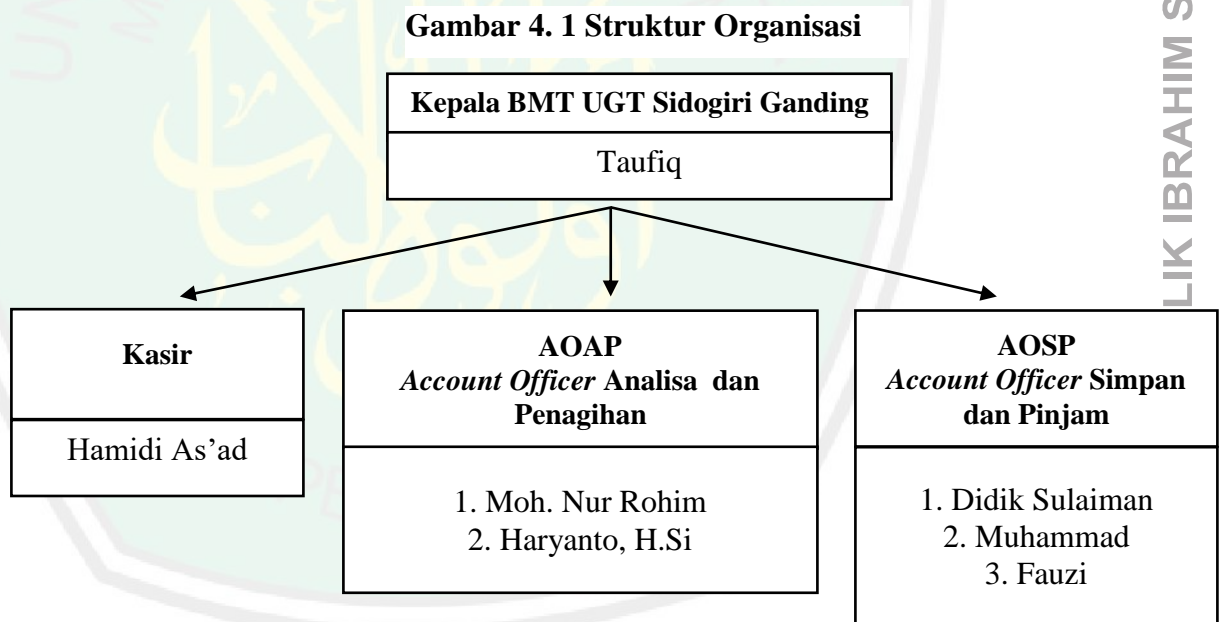 Gambar 4. 1 Struktur Organisasi
Kepala BMT UGT Sidogiri Ganding
Taufiq
Kasir
Hamidi As’ad
AOAP
Account Officer Analisa dan
Penagihan
1. Moh. Nur Rohim
2. Haryanto, H.Si
AOSP
Account Officer Simpan
dan Pinjam
1. Didik Sulaiman
2. Muhammad
3. Fauzi
LIK IBRAHIM S